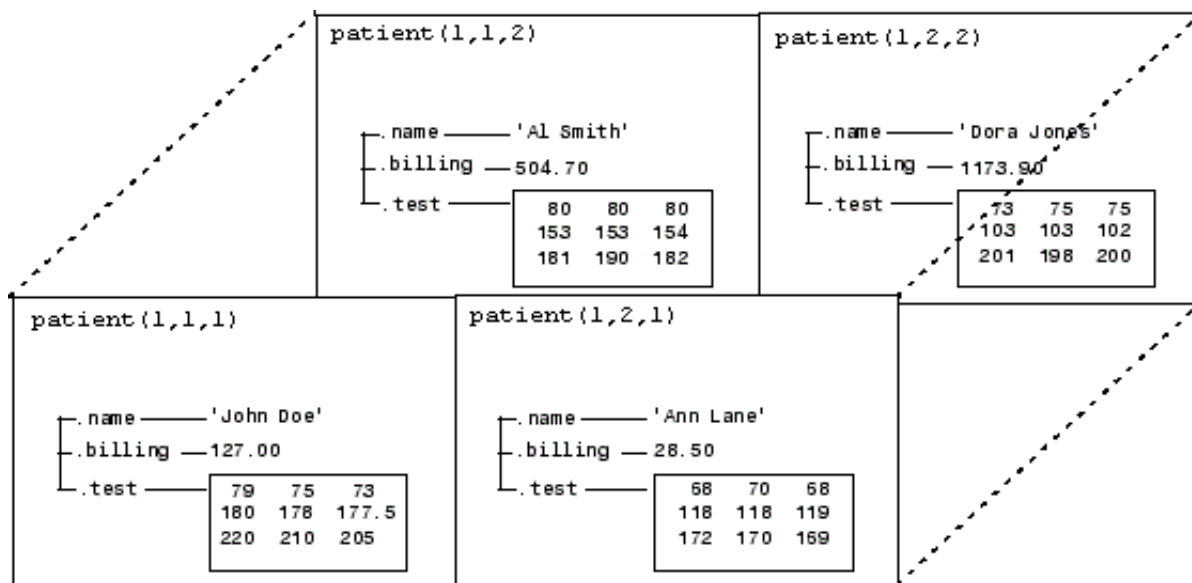 patient(1,1,2)
.name 'Al Smith'
.billing 504.70
.test
80 80 80
153 153 154
181 190 182
patient(1,2,2)
.name 'Dora Jones'
.billing 1173.90
.test
73 75 75
103 103 102
201 198 200
patient(1,1,1)
.name 'John Doe'
.billing 127.00
.test
79 75 73
180 178 177.5
220 210 205
patient(1,2,1)
.name 'Ann Lane'
.billing 28.50
.test
68 70 68
118 118 119
172 170 169